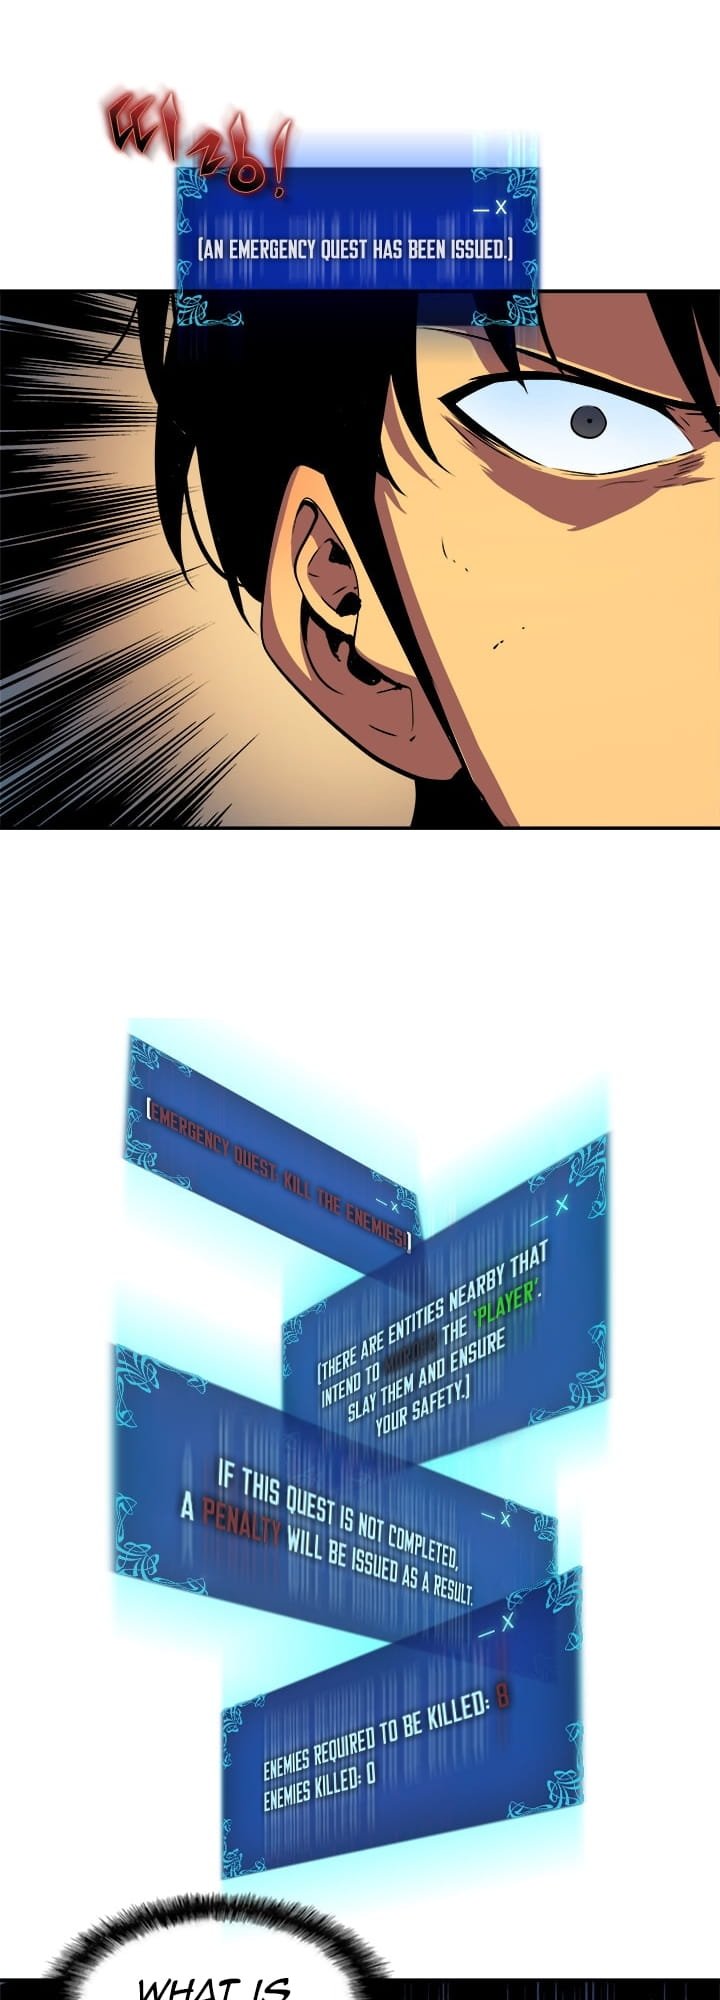 띠링!
— X
[AN EMERGENCY QUEST HAS BEEN ISSUED.]
[EMERGENCY QUEST: KILL THE ENEMIES!]
— X
— X
[THERE ARE ENTITIES NEARBY THAT
INTEND TO MURDER THE 'PLAYER'.
SLAY THEM AND ENSURE
YOUR SAFETY.]
— X
IF THIS QUEST IS NOT COMPLETED,
A PENALTY WILL BE ISSUED AS A RESULT.
— X
ENEMIES REQUIRED TO BE KILLED: 8
ENEMIES KILLED: 0
WHAT IS